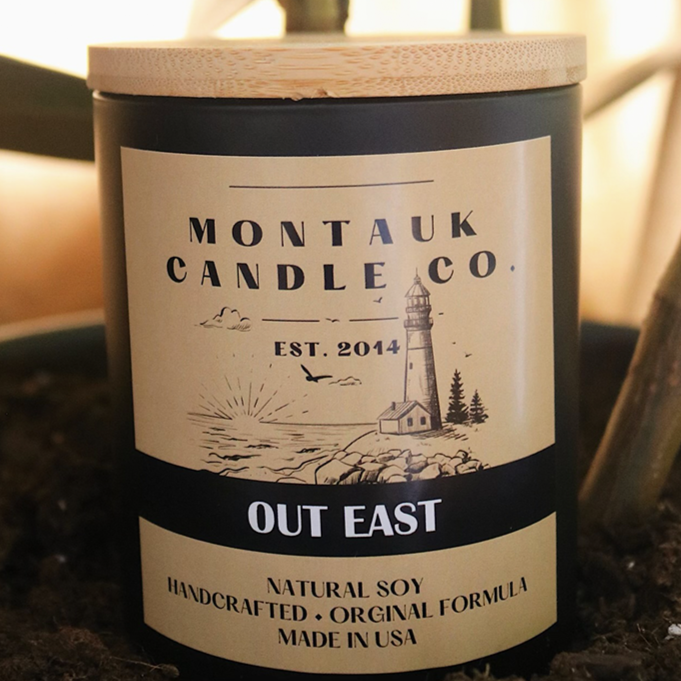 MONTAUK
CANDLE CO.
EST. 2014
OUT EAST
NATURAL SOY
HANDCRAFTED • ORGINAL FORMULA
MADE IN USA